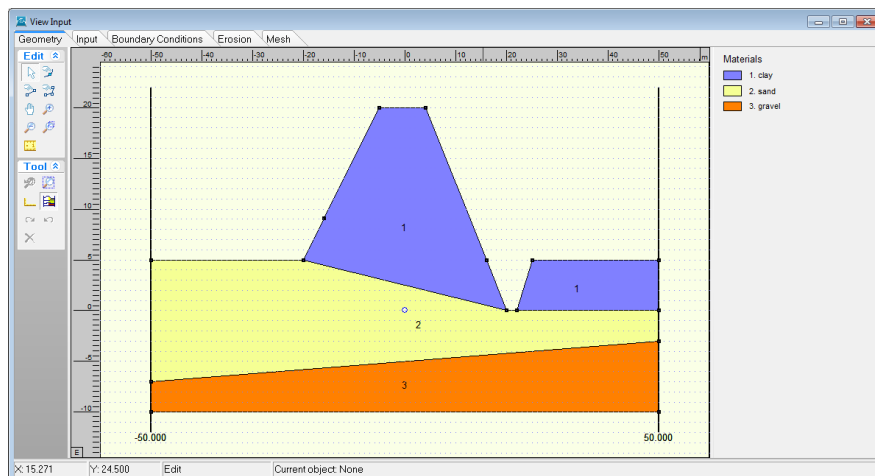 View Input
Geometry Input Boundary Conditions Erosion Mesh
Edit
-60 -50 -40 -30 -20 -10 0 10 20 30 40 50 m
Materials
1. clay
2. sand
3. gravel
20
15
Tool
10
1
5
1
0
2
-5
3
-10
-50.000 50.000
E
X: 15.271 Y: 24.500 Edit Current object: None